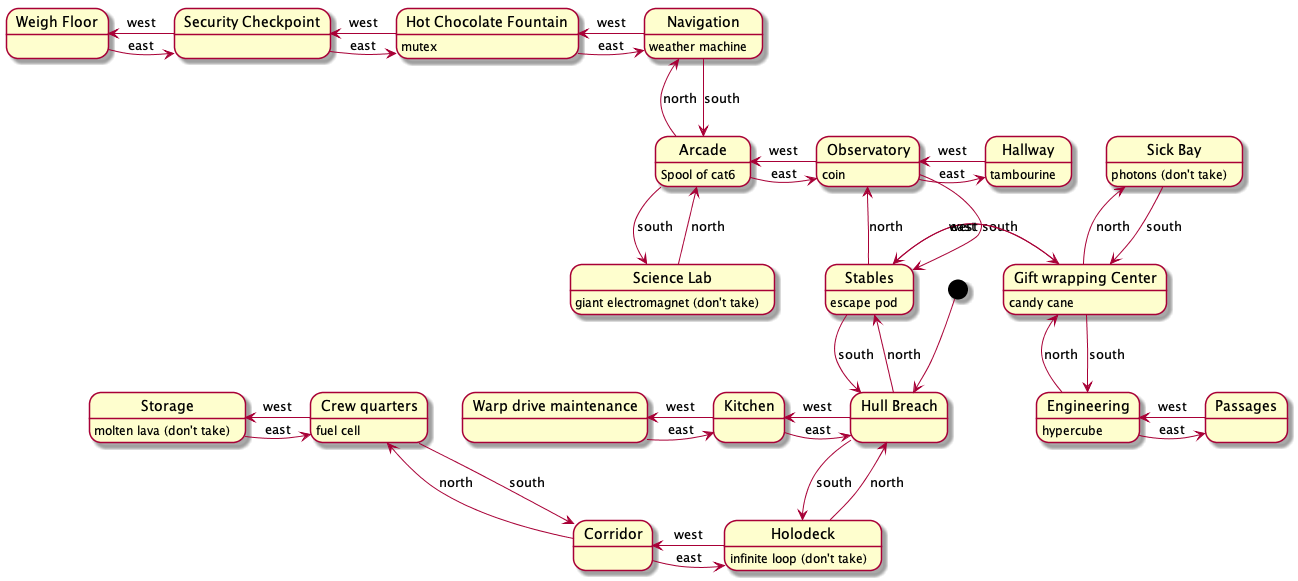 Weigh Floor
west
east
Security Checkpoint
west
east
Hot Chocolate Fountain
mutex
west
east
Navigation
weather machine
north
south
Arcade
Spool of cat6
west
east
Observatory
coin
west
east
Hallway
tambourine
Sick Bay
photons (don't take)
south
north
north
west
east
south
north
south
Science Lab
giant electromagnet (don't take)
Stables
escape pod
Gift wrapping Center
candy cane
south
north
north
south
Storage
molten lava (don't take)
west
east
Crew quarters
fuel cell
Warp drive maintenance
west
east
Kitchen
west
east
Hull Breach
Engineering
hypercube
west
east
Passages
north
south
south
north
Corridor
west
east
Holodeck
infinite loop (don't take)